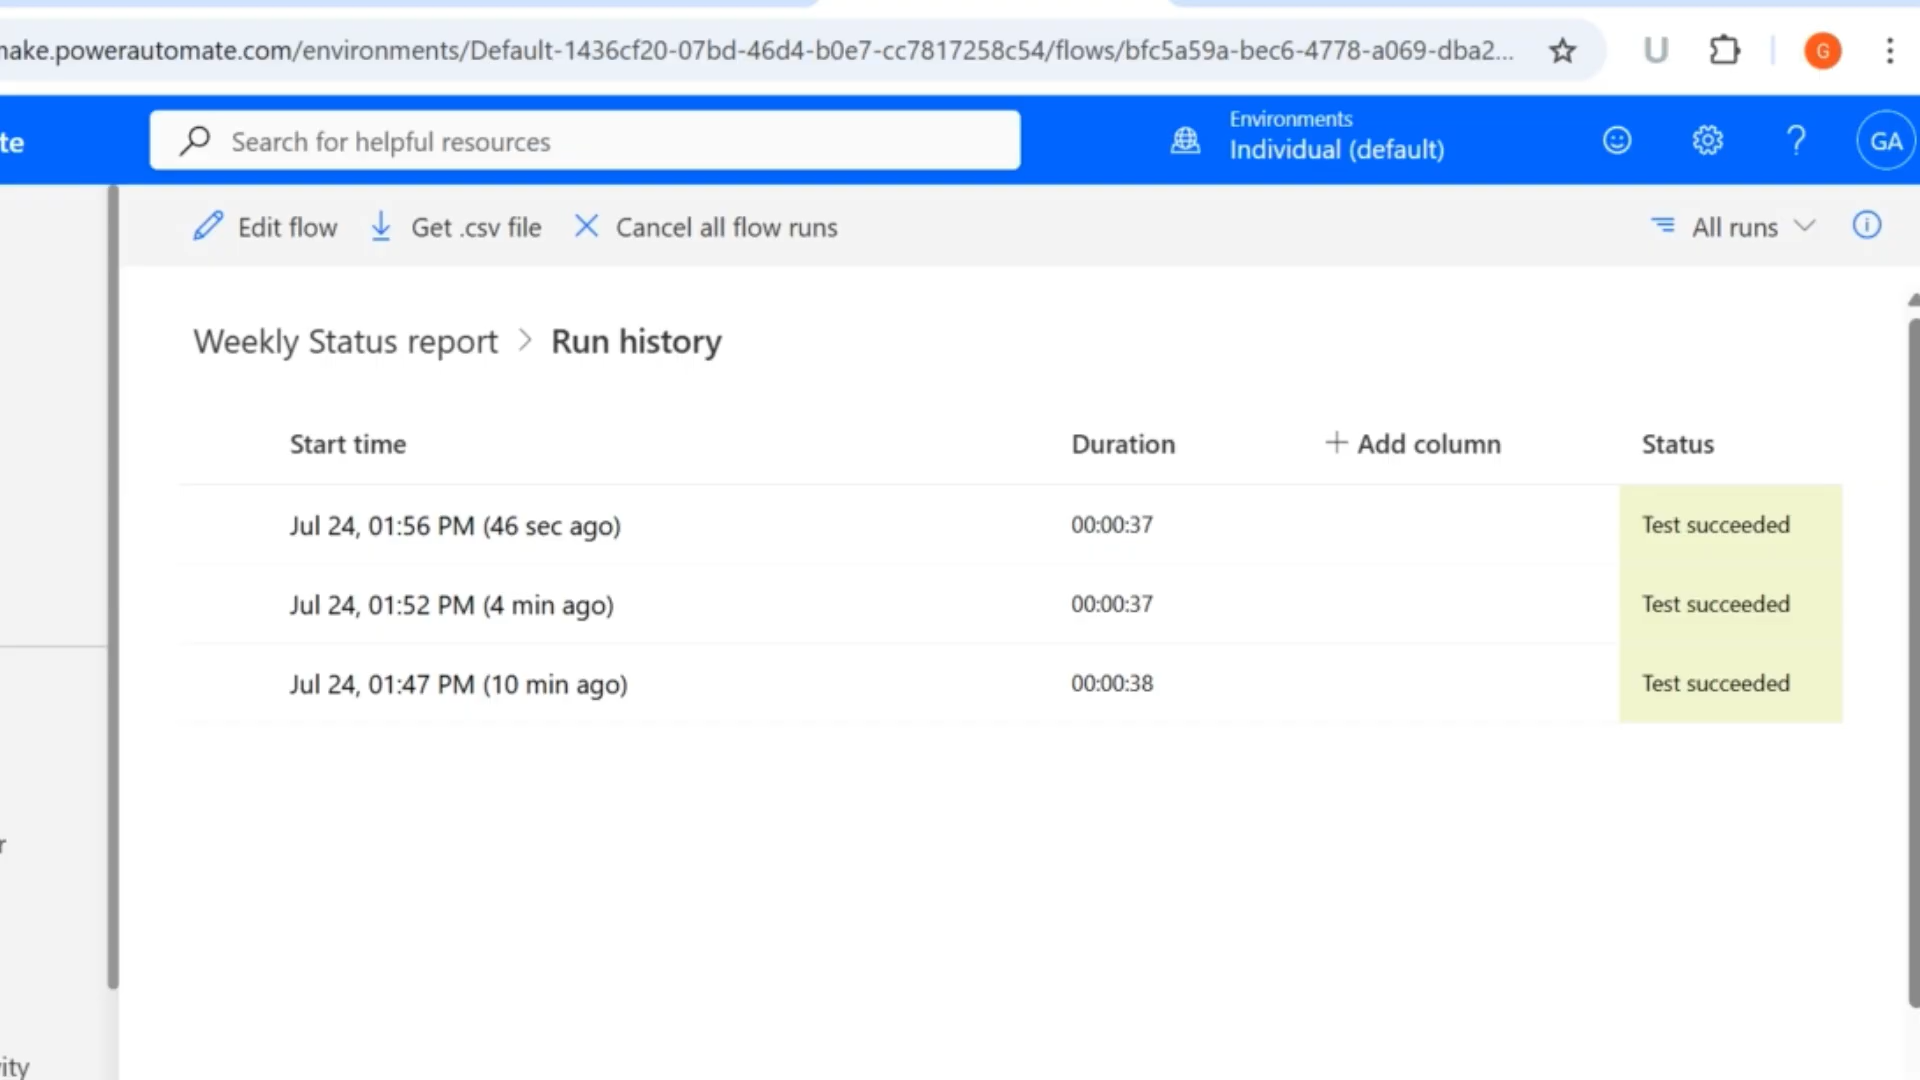 make.powerautomate.com/environments/Default-1436cf20-07bd-46d4-b0e7-cc7817258c54/flows/bfc5a59a-bec6-4778-a069-dba2...
U
G
te
Search for helpful resources
Environments
Individual (default)
?
GA
Edit flow
Get .csv file
Cancel all flow runs
All runs
Weekly Status report > Run history
Start time
Duration
+ Add column
Status
Jul 24, 01:56 PM (46 sec ago)
00:00:37
Test succeeded
Jul 24, 01:52 PM (4 min ago)
00:00:37
Test succeeded
Jul 24, 01:47 PM (10 min ago)
00:00:38
Test succeeded
r
ity